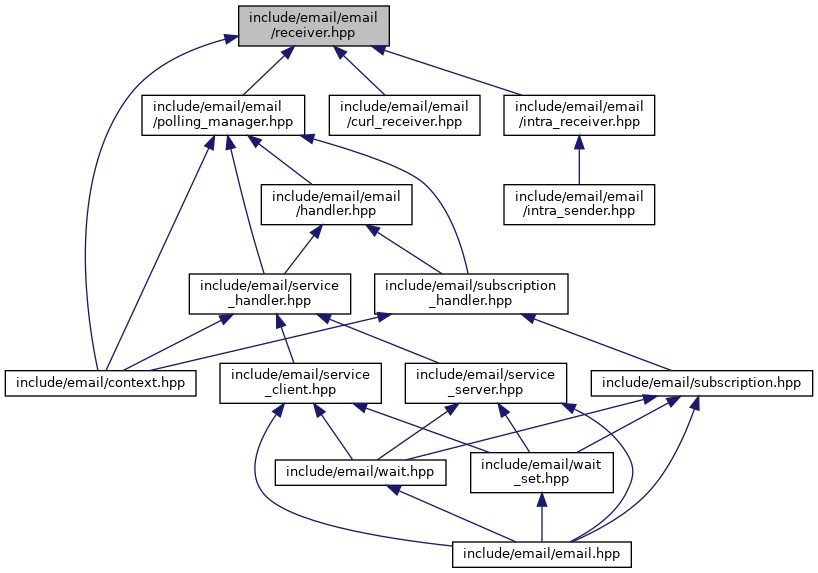 include/email/email
/receiver.hpp
include/email/email
/polling_manager.hpp
include/email/email
/curl_receiver.hpp
include/email/email
/intra_receiver.hpp
include/email/email
/handler.hpp
include/email/email
/intra_sender.hpp
include/email/service
_handler.hpp
include/email/subscription
_handler.hpp
include/email/context.hpp
include/email/service
_client.hpp
include/email/service
_server.hpp
include/email/subscription.hpp
include/email/wait.hpp
include/email/wait
_set.hpp
include/email/email.hpp